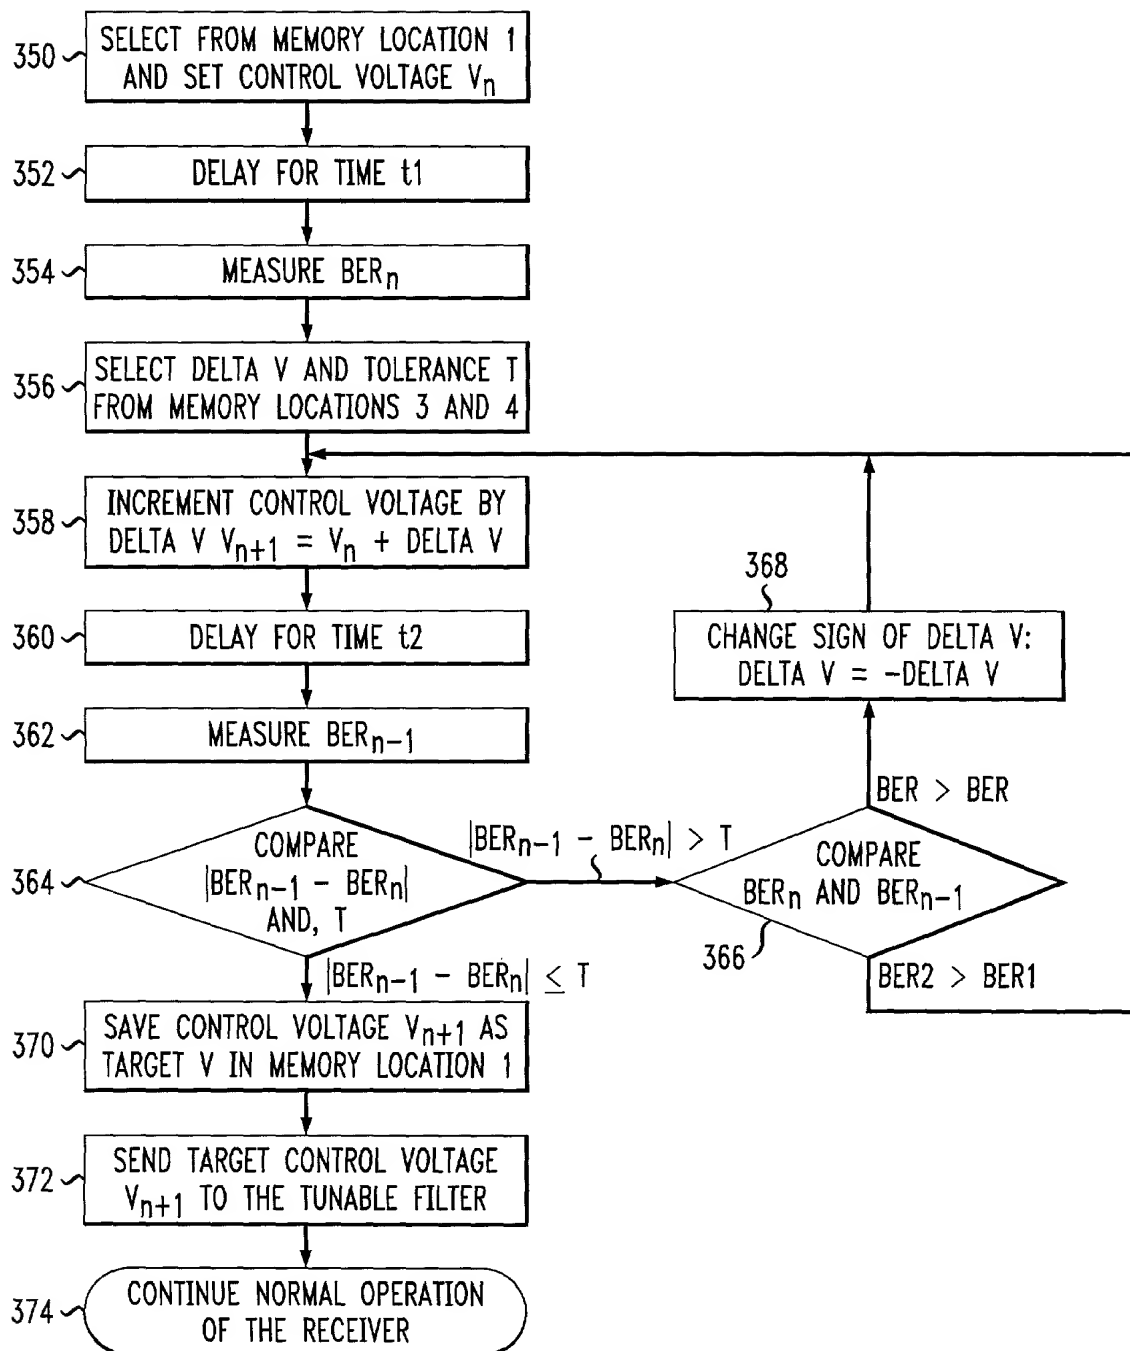 350
SELECT FROM MEMORY LOCATION 1
AND SET CONTROL VOLTAGE Vn
352
DELAY FOR TIME t1
354
MEASURE BERn
356
SELECT DELTA V AND TOLERANCE T
FROM MEMORY LOCATIONS 3 AND 4
358
INCREMENT CONTROL VOLTAGE BY
DELTA V Vn+1 = Vn + DELTA V
360
DELAY FOR TIME t2
362
MEASURE BERn-1
364
COMPARE
|BERn-1 - BERn|
AND, T
|BERn-1 - BERn| > T
|BERn-1 - BERn| ≤ T
366
COMPARE
BERn AND BERn-1
BER > BER
BER2 > BER1
368
CHANGE SIGN OF DELTA V:
DELTA V = -DELTA V
370
SAVE CONTROL VOLTAGE Vn+1 AS
TARGET V IN MEMORY LOCATION 1
372
SEND TARGET CONTROL VOLTAGE
Vn+1 TO THE TUNABLE FILTER
374
CONTINUE NORMAL OPERATION
OF THE RECEIVER